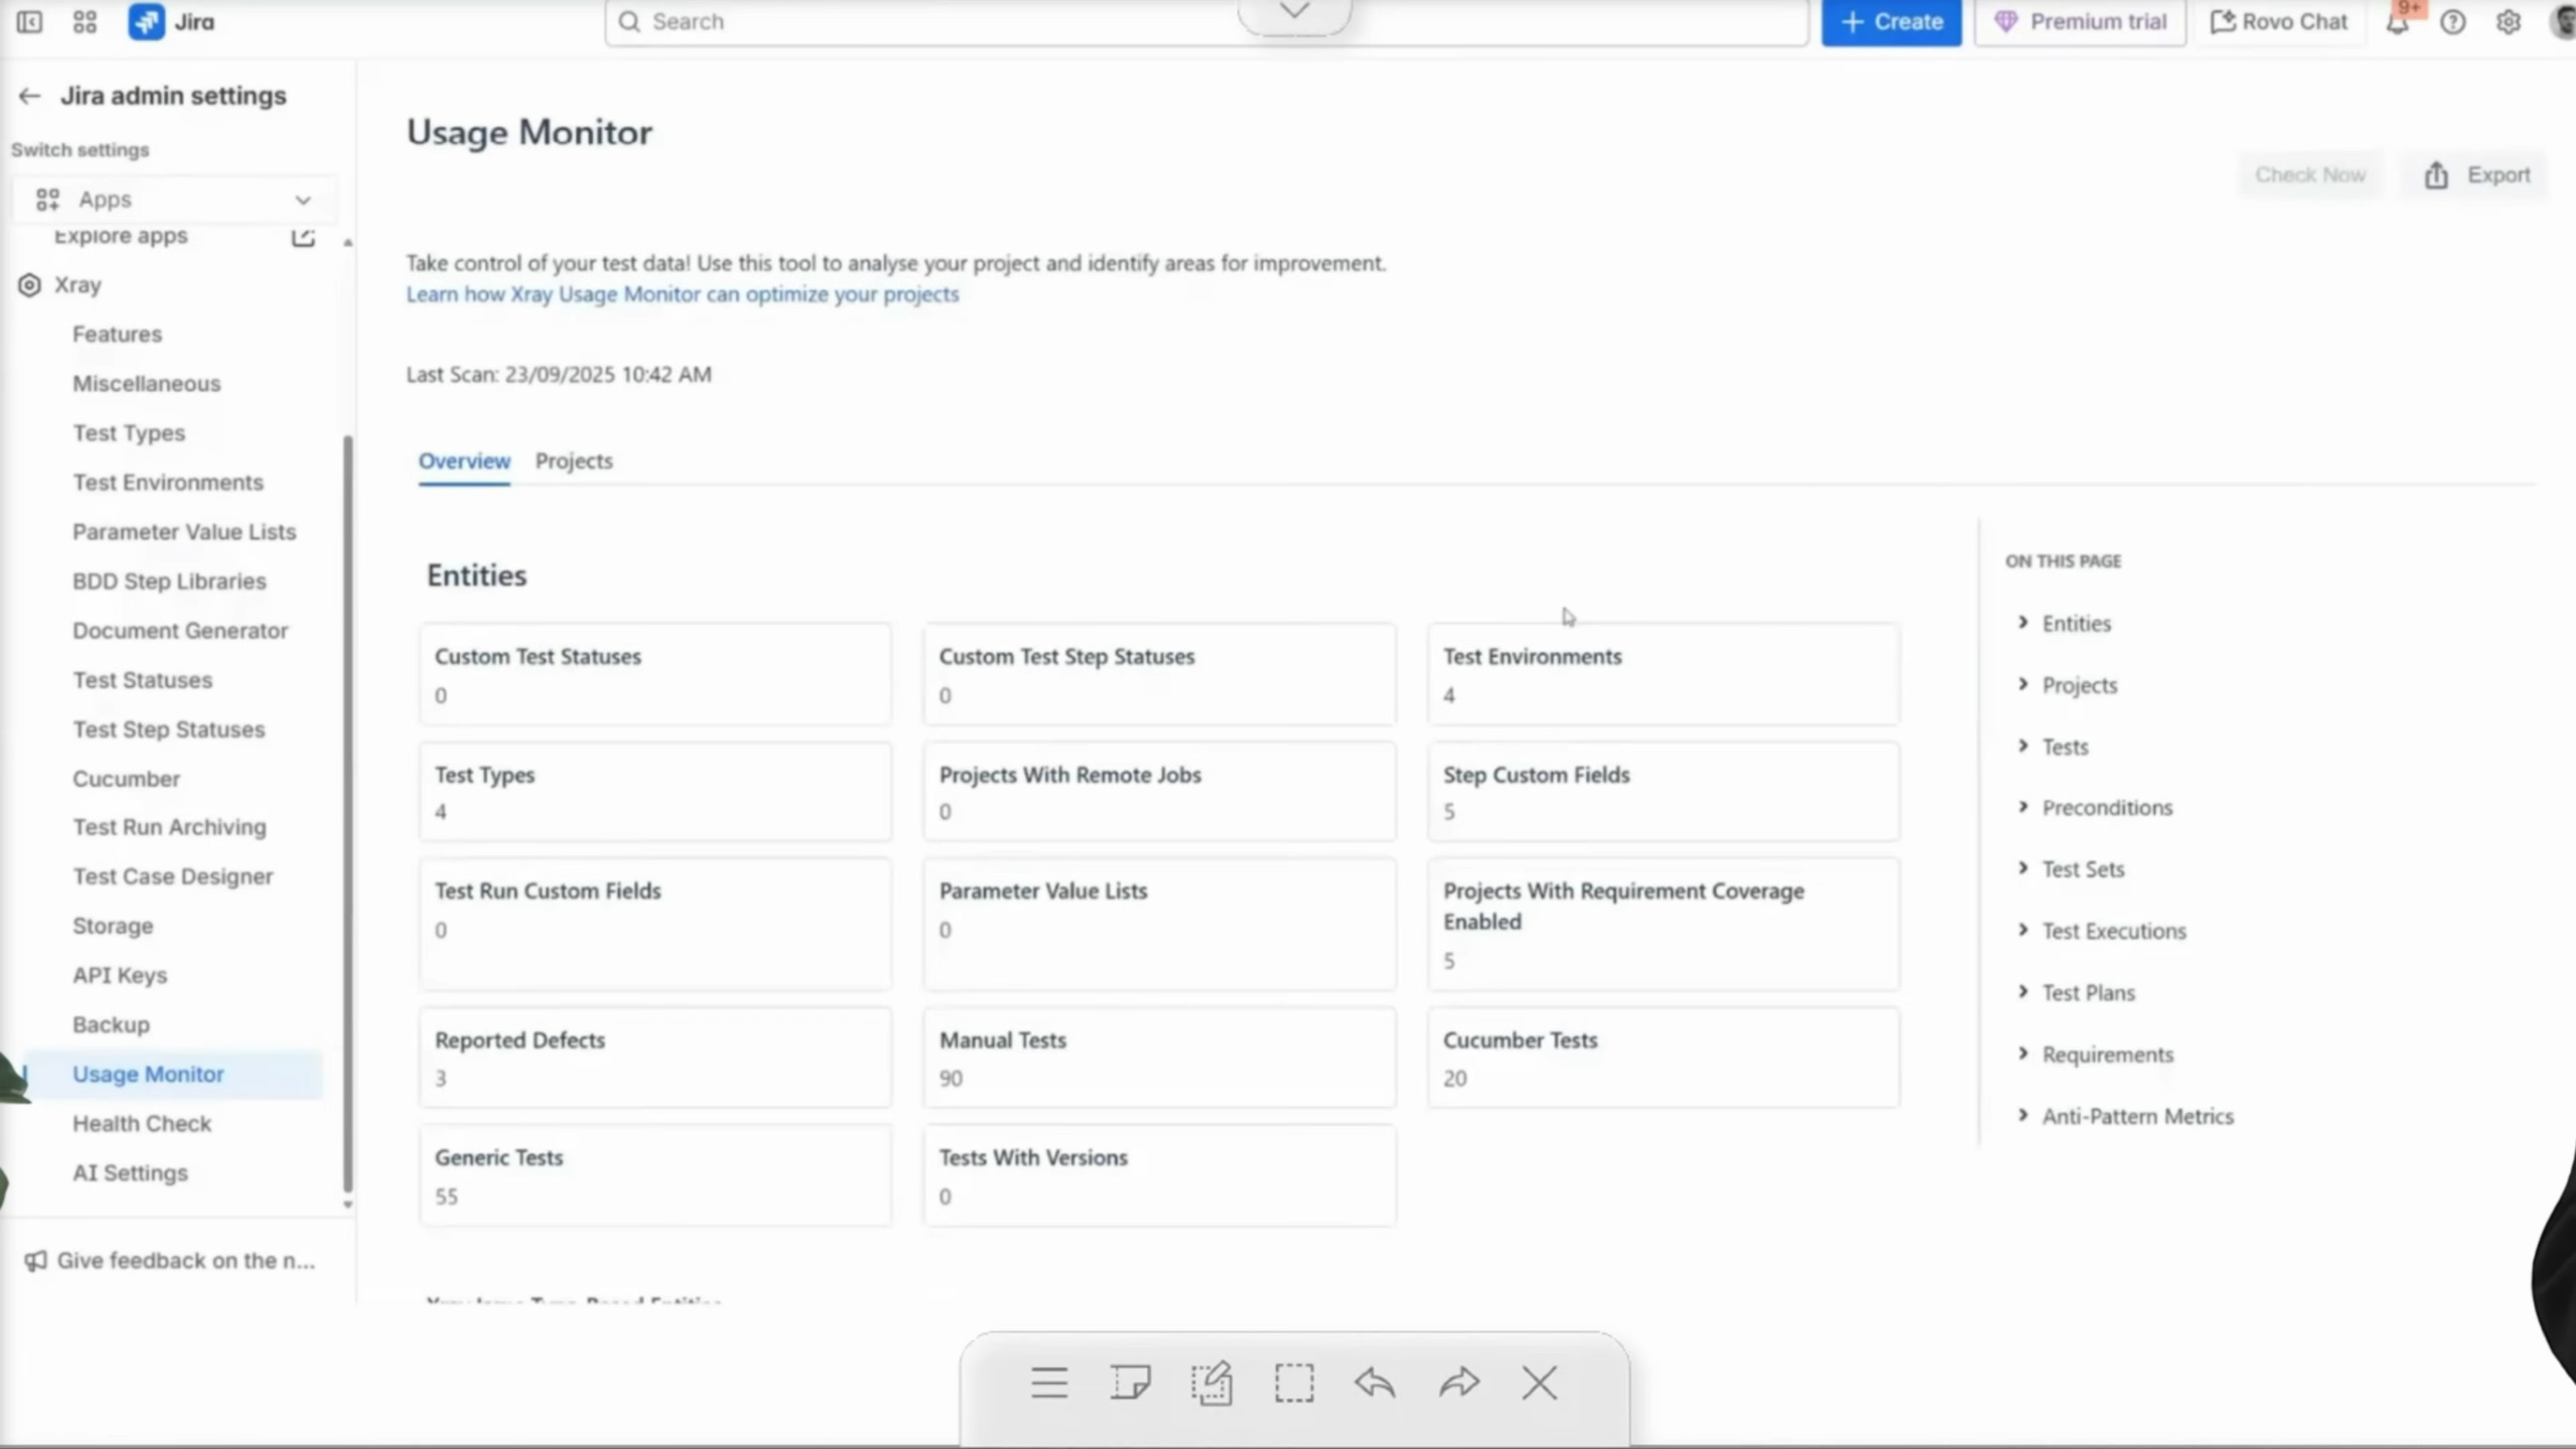 Jira
Search
Create
Premium trial
Rovo Chat
9+
Jira admin settings
Switch settings
Apps
Explore apps
Xray
Features
Miscellaneous
Test Types
Test Environments
Parameter Value Lists
BDD Step Libraries
Document Generator
Test Statuses
Test Step Statuses
Cucumber
Test Run Archiving
Test Case Designer
Storage
API Keys
Backup
Usage Monitor
Health Check
AI Settings
Give feedback on the n...
Usage Monitor
Check Now
Export
Take control of your test data! Use this tool to analyse your project and identify areas for improvement.
Learn how Xray Usage Monitor can optimize your projects
Last Scan: 23/09/2025 10:42 AM
Overview
Projects
Entities
Custom Test Statuses
0
Custom Test Step Statuses
0
Test Environments
4
Test Types
4
Projects With Remote Jobs
0
Step Custom Fields
5
Test Run Custom Fields
0
Parameter Value Lists
0
Projects With Requirement Coverage
Enabled
5
Reported Defects
3
Manual Tests
90
Cucumber Tests
20
Generic Tests
55
Tests With Versions
0
ON THIS PAGE
Entities
Projects
Tests
Preconditions
Test Sets
Test Executions
Test Plans
Requirements
Anti-Pattern Metrics